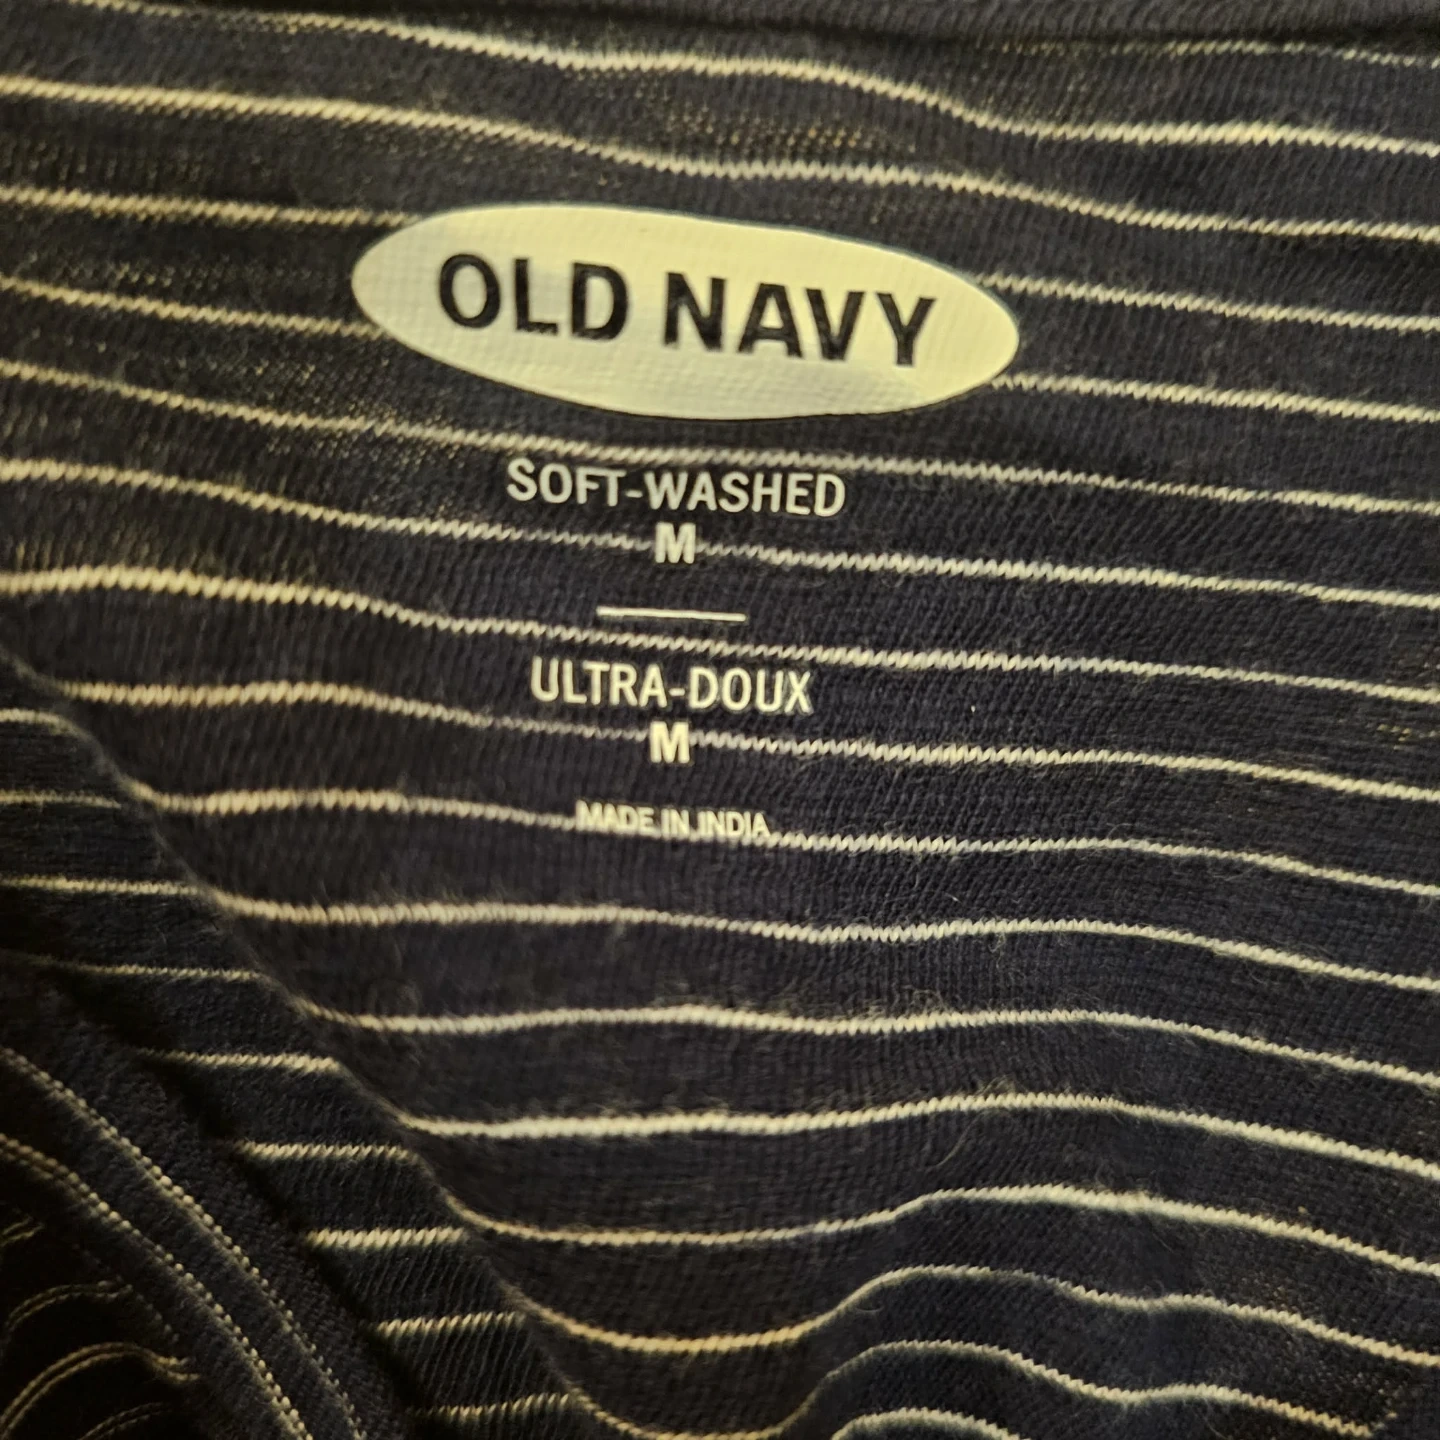 OLD NAVY
SOFT-WASHED
M
ULTRA-DOUX
M
MADE IN INDIA